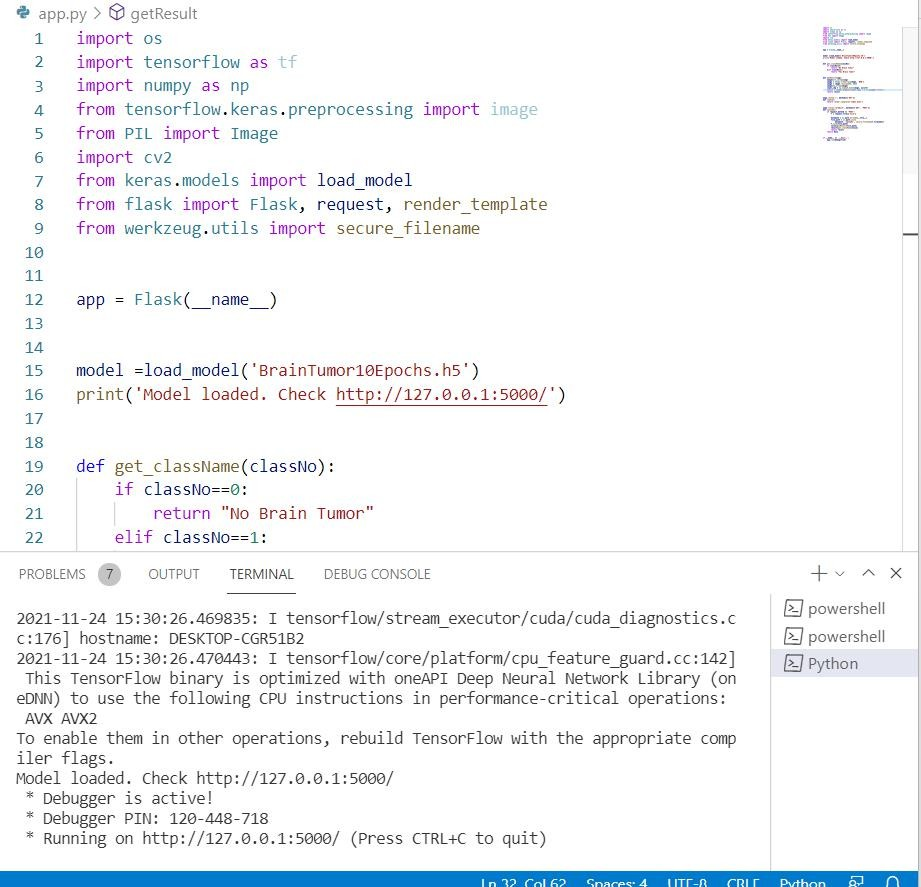 app.py > getResult
1 import os
2 import tensorflow as tf
3 import numpy as np
4 from tensorflow.keras.preprocessing import image
5 from PIL import Image
6 import cv2
7 from keras.models import load_model
8 from flask import Flask, request, render_template
9 from werkzeug.utils import secure_filename
10
11
12 app = Flask(__name__)
13
14
15 model =load_model('BrainTumor10Epochs.h5')
16 print('Model loaded. Check http://127.0.0.1:5000/')
17
18
19 def get_className(classNo):
20     if classNo==0:
21         return "No Brain Tumor"
22     elif classNo==1:
PROBLEMS 7 OUTPUT TERMINAL DEBUG CONSOLE
2021-11-24 15:30:26.469835: I tensorflow/stream_executor/cuda/cuda_diagnostics.c
c:176] hostname: DESKTOP-CGR51B2
2021-11-24 15:30:26.470443: I tensorflow/core/platform/cpu_feature_guard.cc:142]
 This TensorFlow binary is optimized with oneAPI Deep Neural Network Library (on
eDNN) to use the following CPU instructions in performance-critical operations:
 AVX AVX2
To enable them in other operations, rebuild TensorFlow with the appropriate comp
iler flags.
Model loaded. Check http://127.0.0.1:5000/
 * Debugger is active!
 * Debugger PIN: 120-448-718
 * Running on http://127.0.0.1:5000/ (Press CTRL+C to quit)
powershell
powershell
Python
Ln 32, Col 62 Spaces: 4 UTF-8 CRLF Python